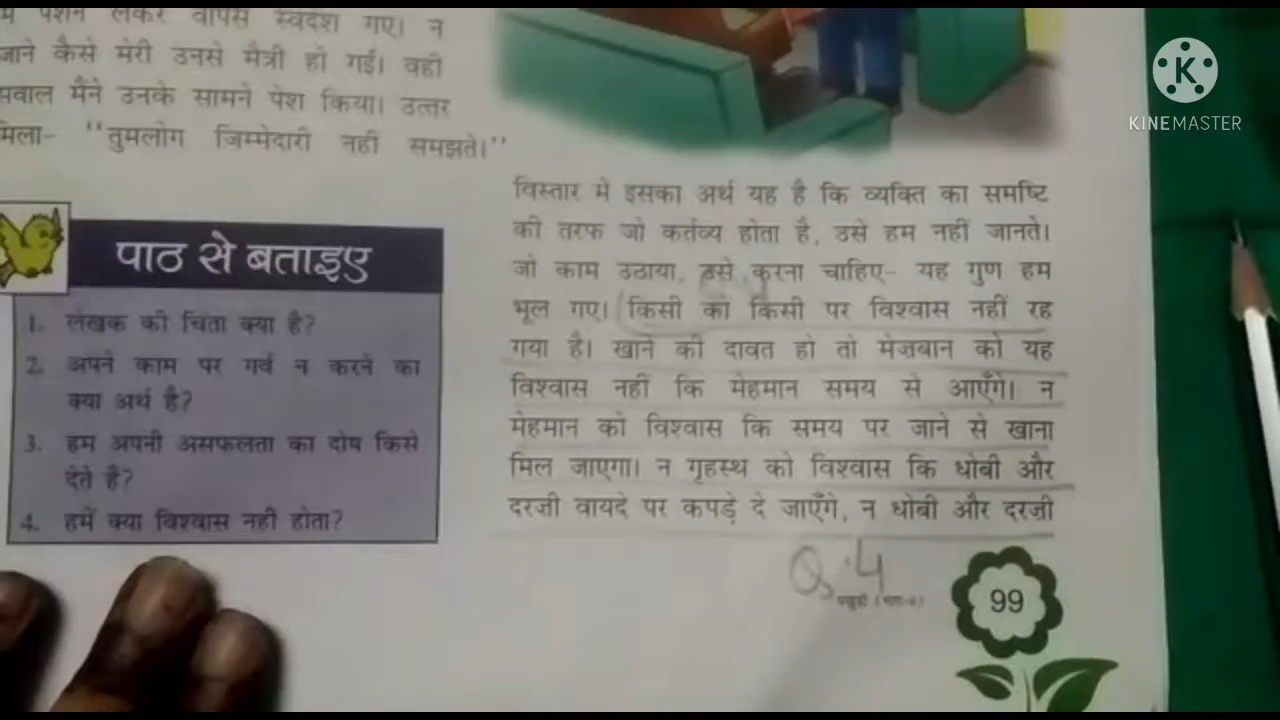 में पेंशन लेकर वापस स्वदेश गए। न
जाने कैसे मेरी उनसे मैत्री हो गई। वही
सवाल मैंने उनके सामने पेश किया। उत्तर
मिला- "तुमलोग जिम्मेदारी नहीं समझते।"
पाठ से बताइए
1. लेखक की चिंता क्या है?
2. अपने काम पर गर्व न करने का
क्या अर्थ है?
3. हम अपनी असफलता का दोष किसे
देते है?
4. हमें क्या विश्वास नहीं होता?
विस्तार में इसका अर्थ यह है कि व्यक्ति का समष्टि
की तरफ जो कर्तव्य होता है, उसे हम नहीं जानते।
जो काम उठाया, उसे करना चाहिए- यह गुण हम
भूल गए। किसी को किसी पर विश्वास नहीं रह
गया है। खाने की दावत हो तो मेज़बान को यह
विश्वास नहीं कि मेहमान समय से आएँगे। न
मेहमान को विश्वास कि समय पर जाने से खाना
मिल जाएगा। न गृहस्थ को विश्वास कि धोबी और
दरज़ी वायदे पर कपड़े दे जाएँगे, न धोबी और दरज़ी
Q.4
99
K
KINEMASTER